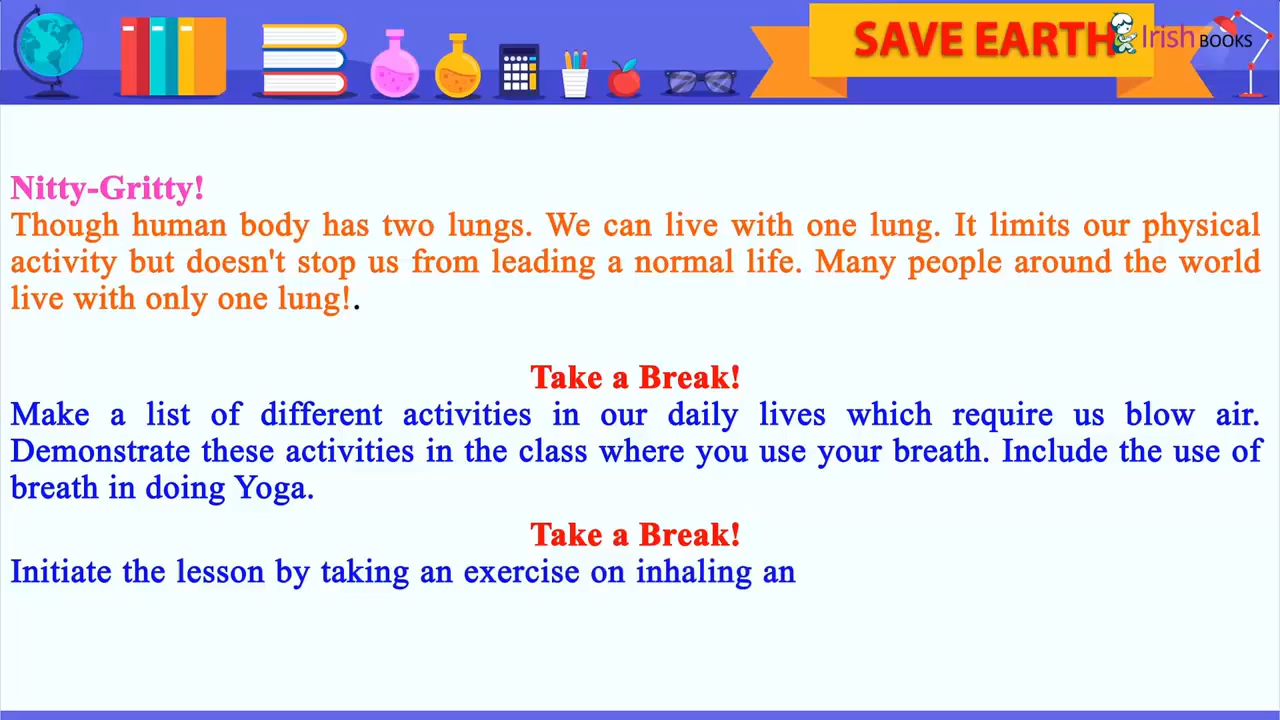 SAVE EARTH
Irish BOOKS
Nitty-Gritty!
Though human body has two lungs. We can live with one lung. It limits our physical
activity but doesn't stop us from leading a normal life. Many people around the world
live with only one lung!.
Take a Break!
Make a list of different activities in our daily lives which require us blow air.
Demonstrate these activities in the class where you use your breath. Include the use of
breath in doing Yoga.
Take a Break!
Initiate the lesson by taking an exercise on inhaling an